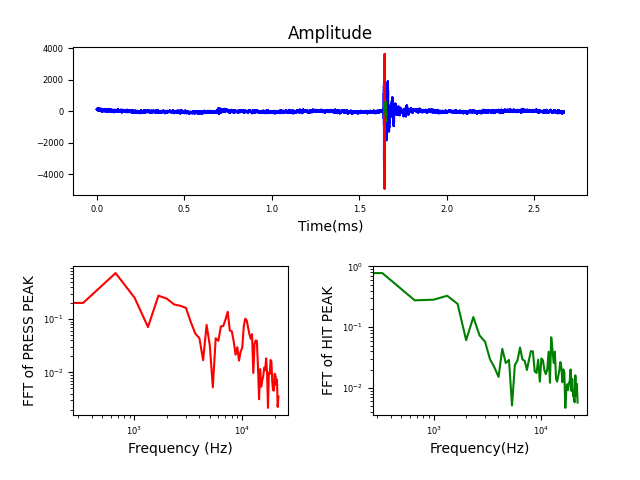 Amplitude
4000
2000
0
−2000
−4000
0.0 0.5 1.0 1.5 2.0 2.5
Time(ms)
FFT of PRESS PEAK
10⁻¹
10⁻²
10³ 10⁴
Frequency (Hz)
FFT of HIT PEAK
10⁰
10⁻¹
10⁻²
10³ 10⁴
Frequency(Hz)